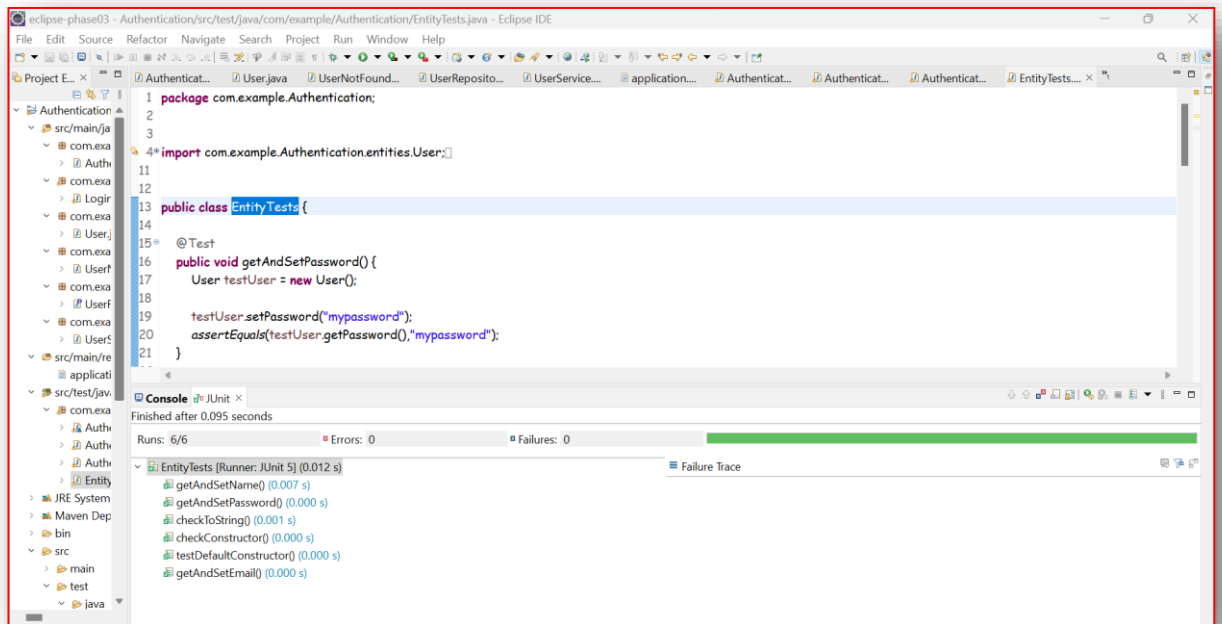 eclipse-phase03 - Authentication/src/test/java/com/example/Authentication/EntityTests.java - Eclipse IDE
File Edit Source Refactor Navigate Search Project Run Window Help
Project E... Authenticat... User.java UserNotFound... UserReposito... UserService.... application.... Authenticat... Authenticat... Authenticat... EntityTests....
Authentication
src/main/ja
com.exa
Authe
com.exa
Login
com.exa
User.j
com.exa
UserN
com.exa
UserR
com.exa
UserS
src/main/re
applicati
src/test/java
com.exa
Authe
Authe
Authe
Entity
JRE System
Maven Dep
bin
src
main
test
java
1 package com.example.Authentication;
2
3
4 import com.example.Authentication.entities.User;
11
12
13 public class EntityTests {
14
15 @Test
16 public void getAndSetPassword() {
17 User testUser = new User();
18
19 testUser.setPassword("mypassword");
20 assertEquals(testUser.getPassword(),"mypassword");
21 }
Console JUnit
Finished after 0.095 seconds
Runs: 6/6 Errors: 0 Failures: 0
EntityTests [Runner: JUnit 5] (0.012 s)
getAndSetName() (0.007 s)
getAndSetPassword() (0.000 s)
checkToString() (0.001 s)
checkConstructor() (0.000 s)
testDefaultConstructor() (0.000 s)
getAndSetEmail() (0.000 s)
Failure Trace